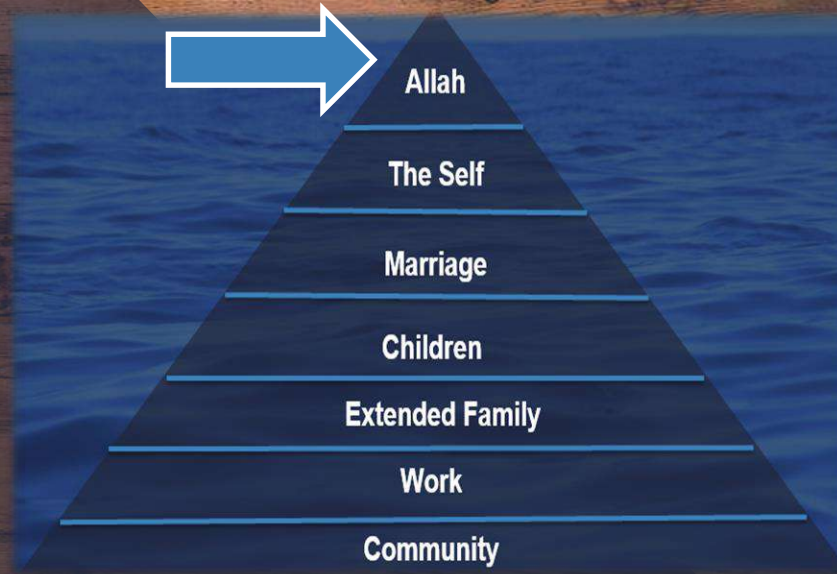 Allah
The Self
Marriage
Children
Extended Family
Work
Community